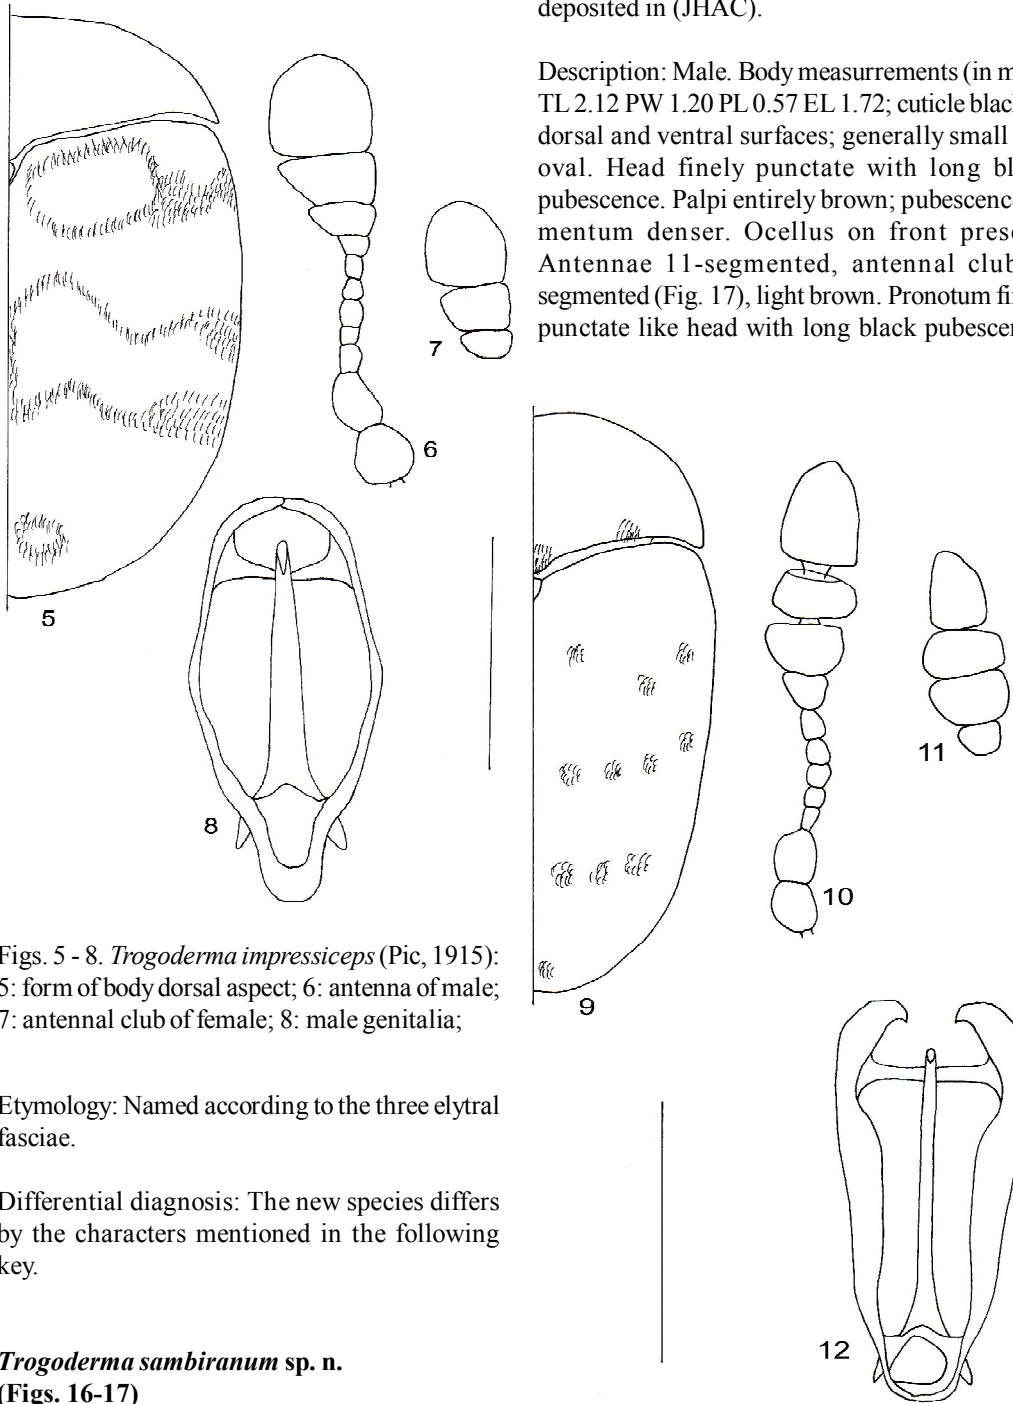 5
6
7
8
Figs. 5 - 8. Trogoderma impressiceps (Pic, 1915):
5: form of body dorsal aspect; 6: antenna of male;
7: antennal club of female; 8: male genitalia;
Etymology: Named according to the three elytral
fasciae.
Differential diagnosis: The new species differs
by the characters mentioned in the following
key.
Trogoderma sambiranum sp. n.
(Figs. 16-17)
deposited in (JHAC).
Description: Male. Body measurrements (in m
TL 2.12 PW 1.20 PL 0.57 EL 1.72; cuticle blac
dorsal and ventral surfaces; generally small
oval. Head finely punctate with long bl
pubescence. Palpi entirely brown; pubescence
mentum denser. Ocellus on front pres
Antennae 11-segmented, antennal club
segmented (Fig. 17), light brown. Pronotum fi
punctate like head with long black pubescen
9
10
11
12